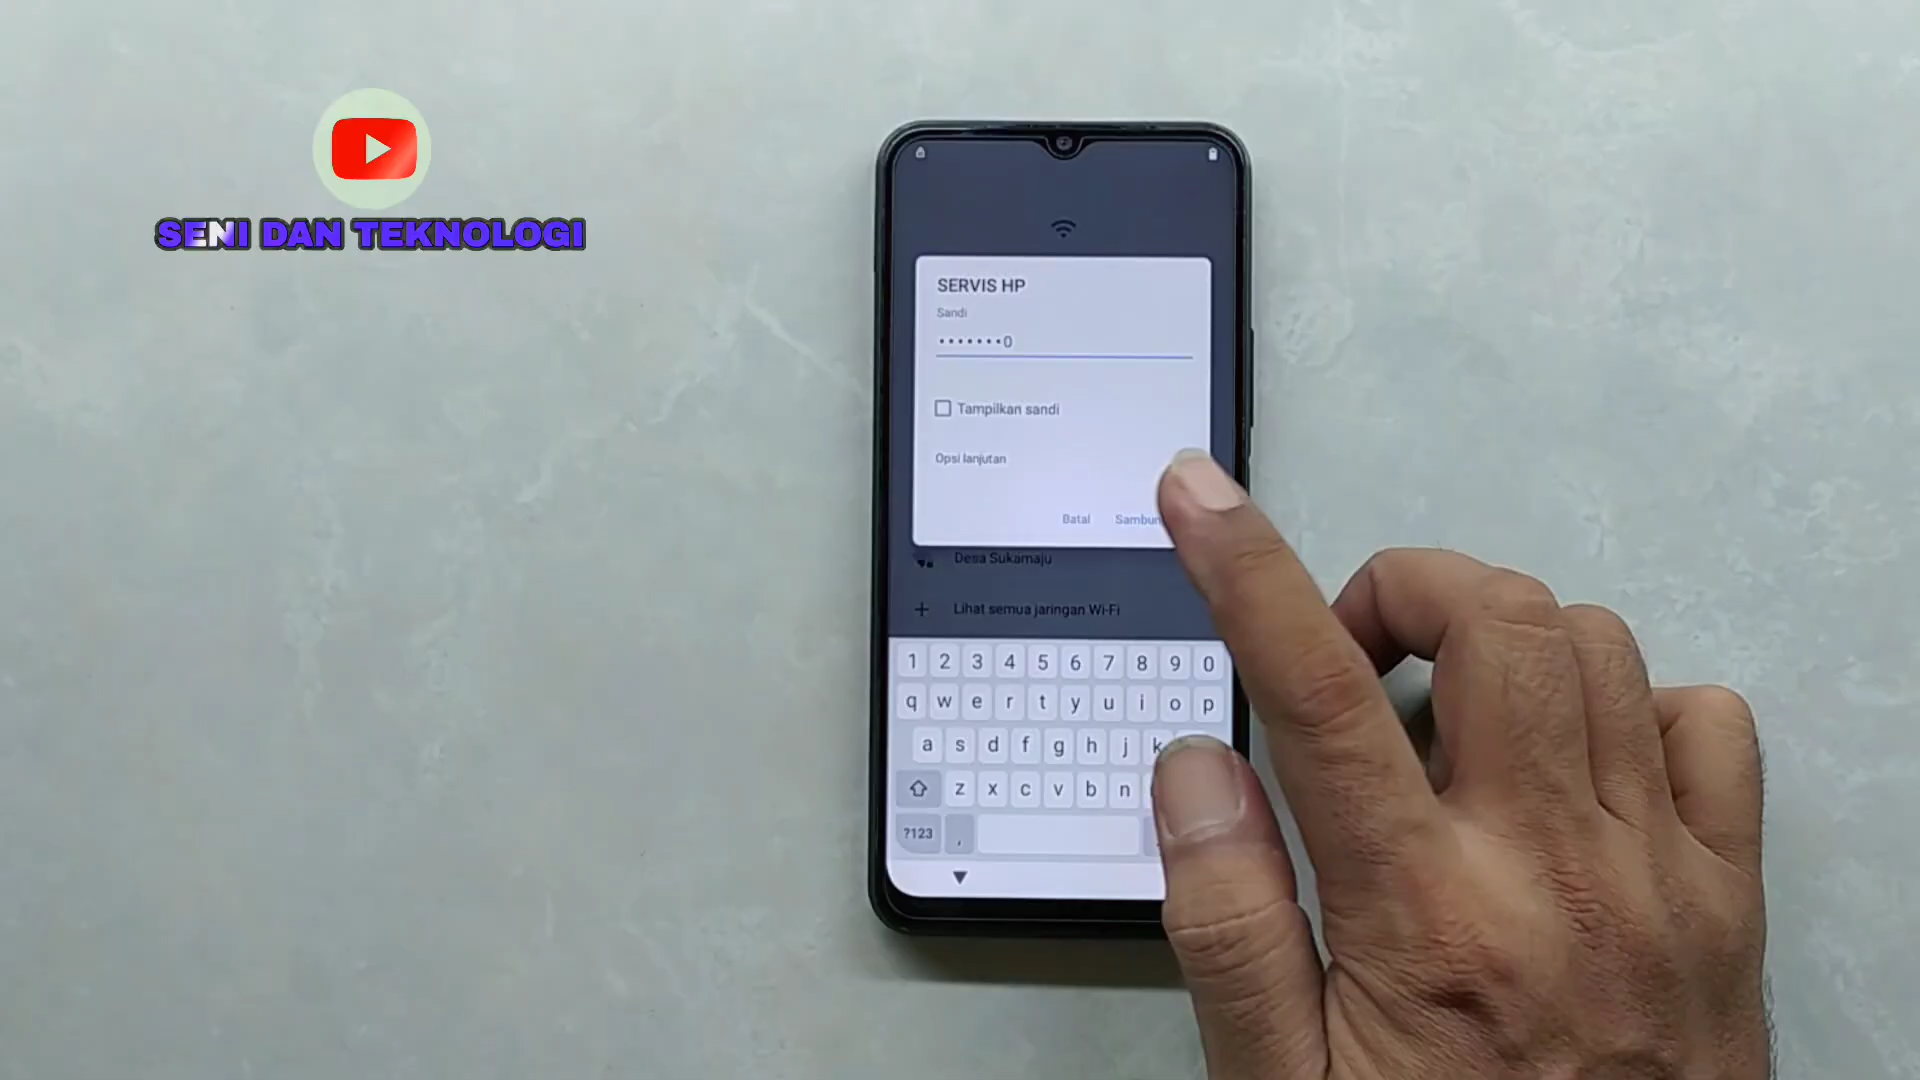 SENI DAN TEKNOLOGI
SERVIS HP
Sandi
•••••••0
Tampilkan sandi
Opsi lanjutan
Batal
Desa Sukamaju
Lihat semua jaringan Wi-Fi
1 2 3 4 5 6 7 8 9 0
q w e r t y u i o p
a s d f g h j k
z x c v b n
?123 ,